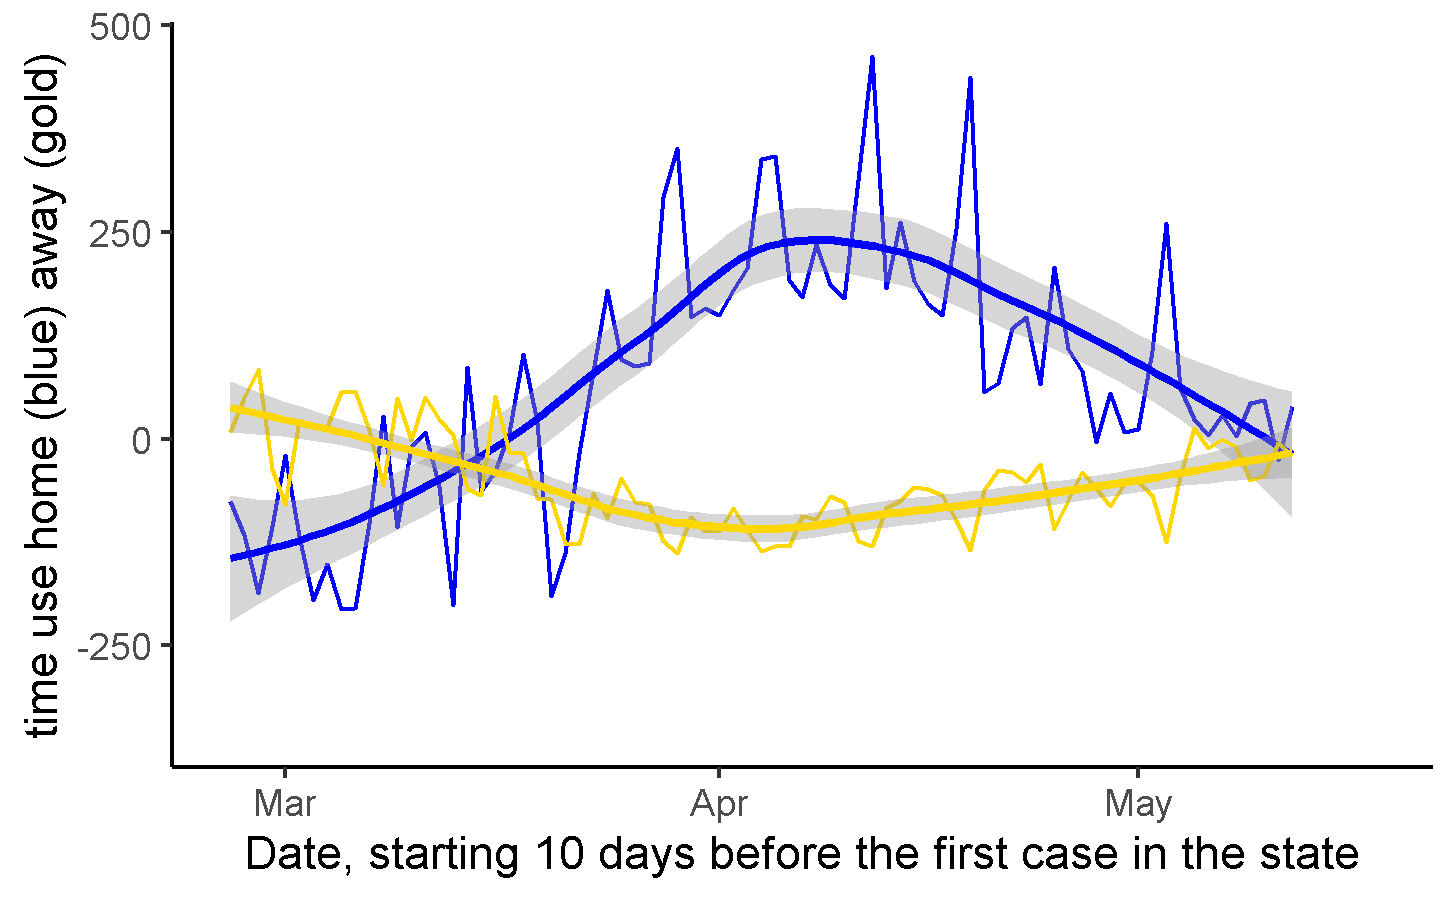 time use home (blue) away (gold)
500
250
0
-250
Mar
Apr
May
Date, starting 10 days before the first case in the state